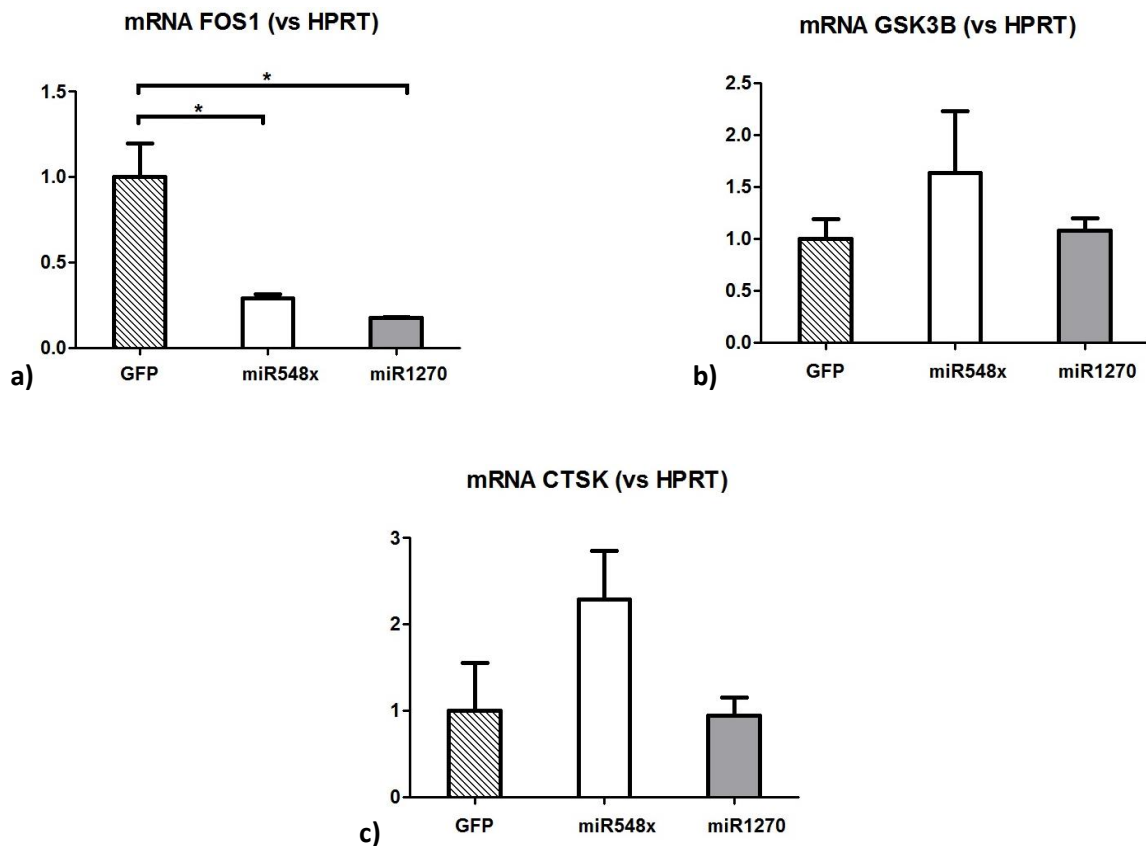 mRNA FOS1 (vs HPRT)
1.5
1.0
0.5
0.0
*
*
GFP miR548x miR1270
a)
mRNA GSK3B (vs HPRT)
2.5
2.0
1.5
1.0
0.5
0.0
GFP miR548x miR1270
b)
mRNA CTSK (vs HPRT)
3
2
1
0
GFP miR548x miR1270
c)